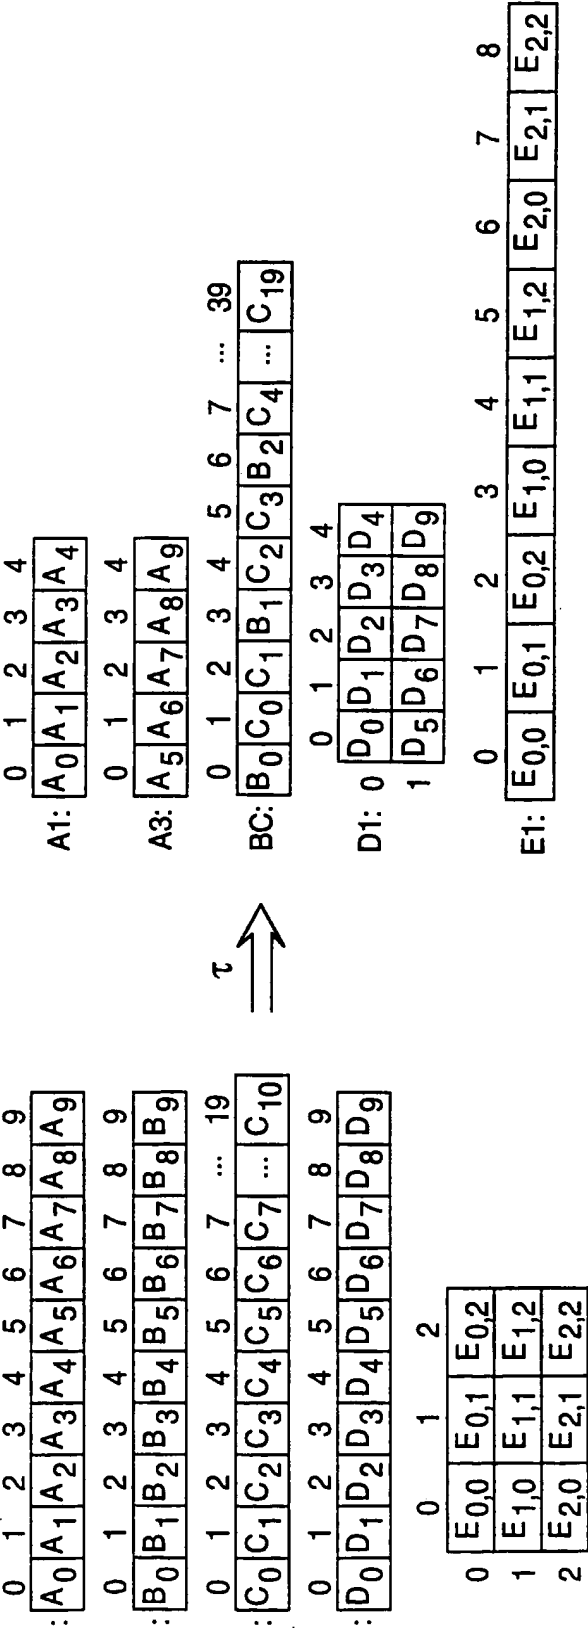 0 1 2 3 4 5 6 7 8 9
: A0 A1 A2 A3 A4 A5 A6 A7 A8 A9
0 1 2 3 4 5 6 7 8 9
B0 B1 B2 B3 B4 B5 B6 B7 B8 B9
0 1 2 3 4 5 6 7 ... 19
: C0 C1 C2 C3 C4 C5 C6 C7 ... C10
0 1 2 3 4 5 6 7 8 9
: D0 D1 D2 D3 D4 D5 D6 D7 D8 D9
0 1 2
0 E0,0 E0,1 E0,2
1 E1,0 E1,1 E1,2
2 E2,0 E2,1 E2,2
τ
0 1 2 3 4
A1: A0 A1 A2 A3 A4
0 1 2 3 4
A3: A5 A6 A7 A8 A9
0 1 2 3 4 5 6 7 ... 39
BC: B0 C0 C1 B1 C2 C3 B2 C4 ... C19
0 1 2 3 4
D1: 0 D0 D1 D2 D3 D4
1 D5 D6 D7 D8 D9
0 1 2 3 4 5 6 7 8
E1: E0,0 E0,1 E0,2 E1,0 E1,1 E1,2 E2,0 E2,1 E2,2